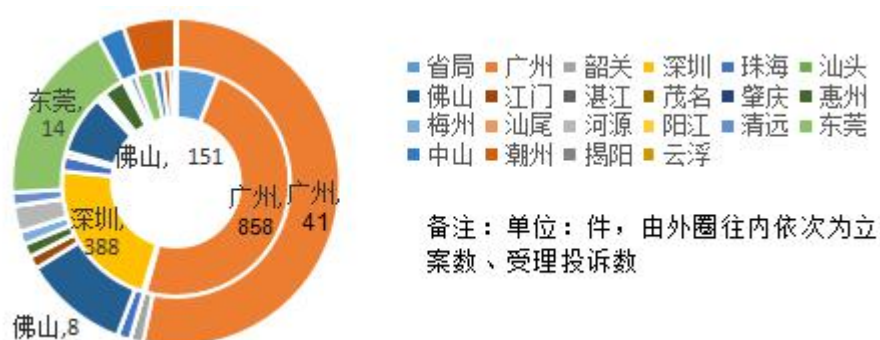 东莞,
14
佛山, 151
广州,
858
广州,
41
深圳,
388
佛山,8
省局 广州 韶关 深圳 珠海 汕头
佛山 江门 湛江 茂名 肇庆 惠州
梅州 汕尾 河源 阳江 清远 东莞
中山 潮州 揭阳 云浮
备注：单位：件，由外圈往内依次为立
案数、受理投诉数